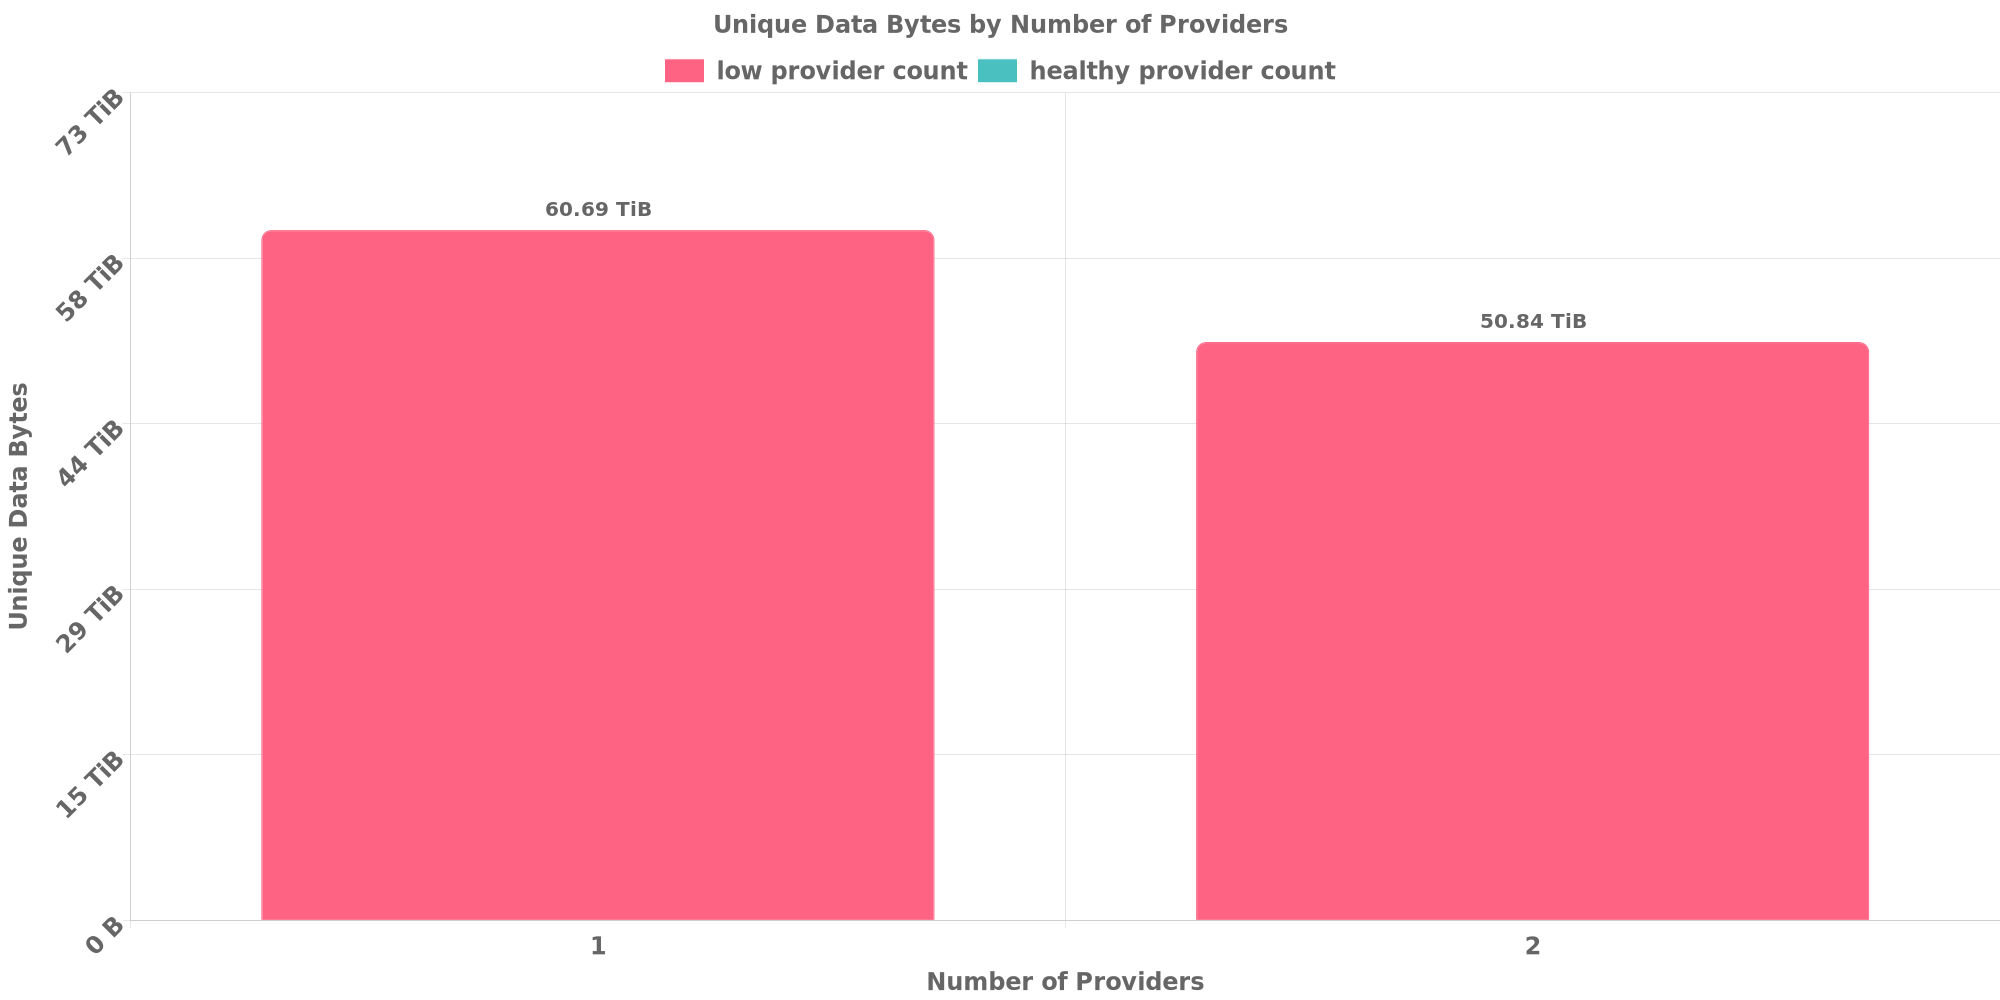 Unique Data Bytes by Number of Providers
low provider count healthy provider count
73 TiB
60.69 TiB
58 TiB
50.84 TiB
44 TiB
29 TiB
15 TiB
0 B
Unique Data Bytes
1 2
Number of Providers